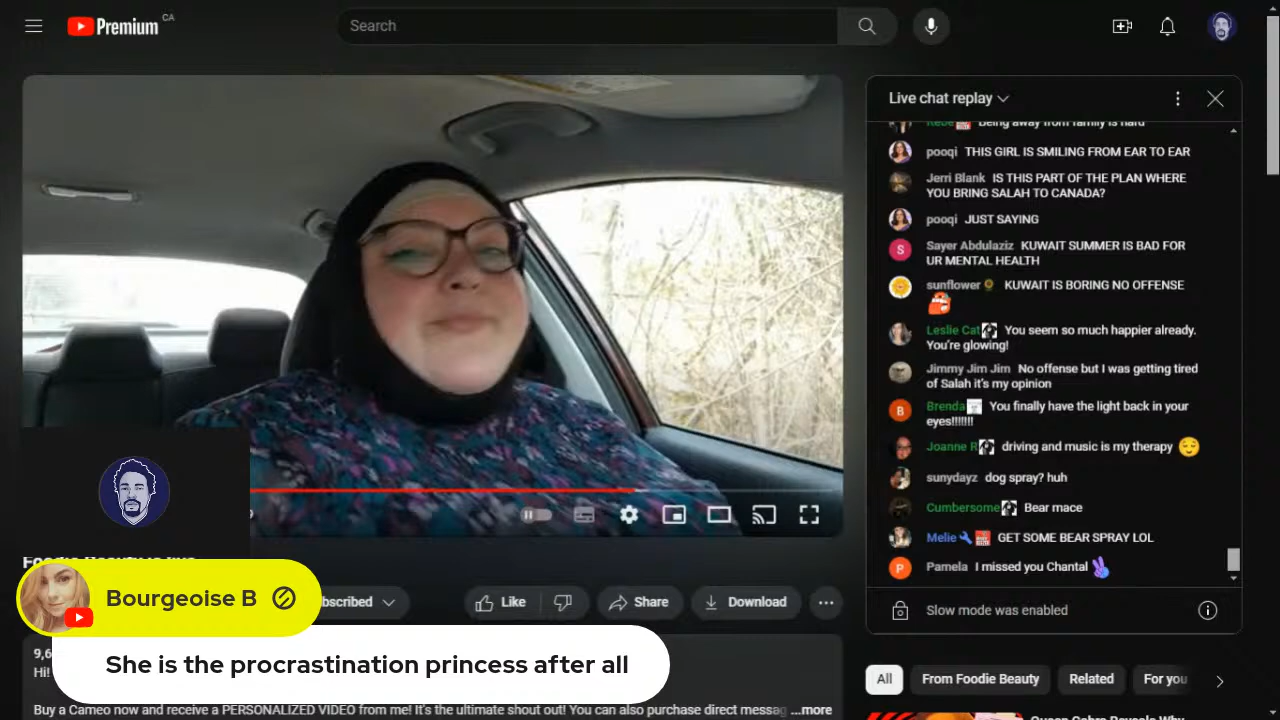 Premium CA
Search
Live chat replay
Being away from family is hard
pooqi THIS GIRL IS SMILING FROM EAR TO EAR
Jerri Blank IS THIS PART OF THE PLAN WHERE
YOU BRING SALAH TO CANADA?
pooqi JUST SAYING
Sayer Abdulaziz KUWAIT SUMMER IS BAD FOR
UR MENTAL HEALTH
sunflower KUWAIT IS BORING NO OFFENSE
Leslie Cat You seem so much happier already.
You're glowing!
Jimmy Jim Jim No offense but I was getting tired
of Salah it's my opinion
Brenda You finally have the light back in your
eyes!!!!!!!
Joanne R driving and music is my therapy
sunydayz dog spray? huh
Cumbersome Bear mace
Melie GET SOME BEAR SPRAY LOL
Pamela I missed you Chantal
Slow mode was enabled
Bourgeoise B
She is the procrastination princess after all
bscribed
Like
Share
Download
9,6
Hi!
Buy a Cameo now and receive a PERSONALIZED VIDEO from me! It's the ultimate shout out! You can also purchase direct messag ...more
All
From Foodie Beauty
Related
For you